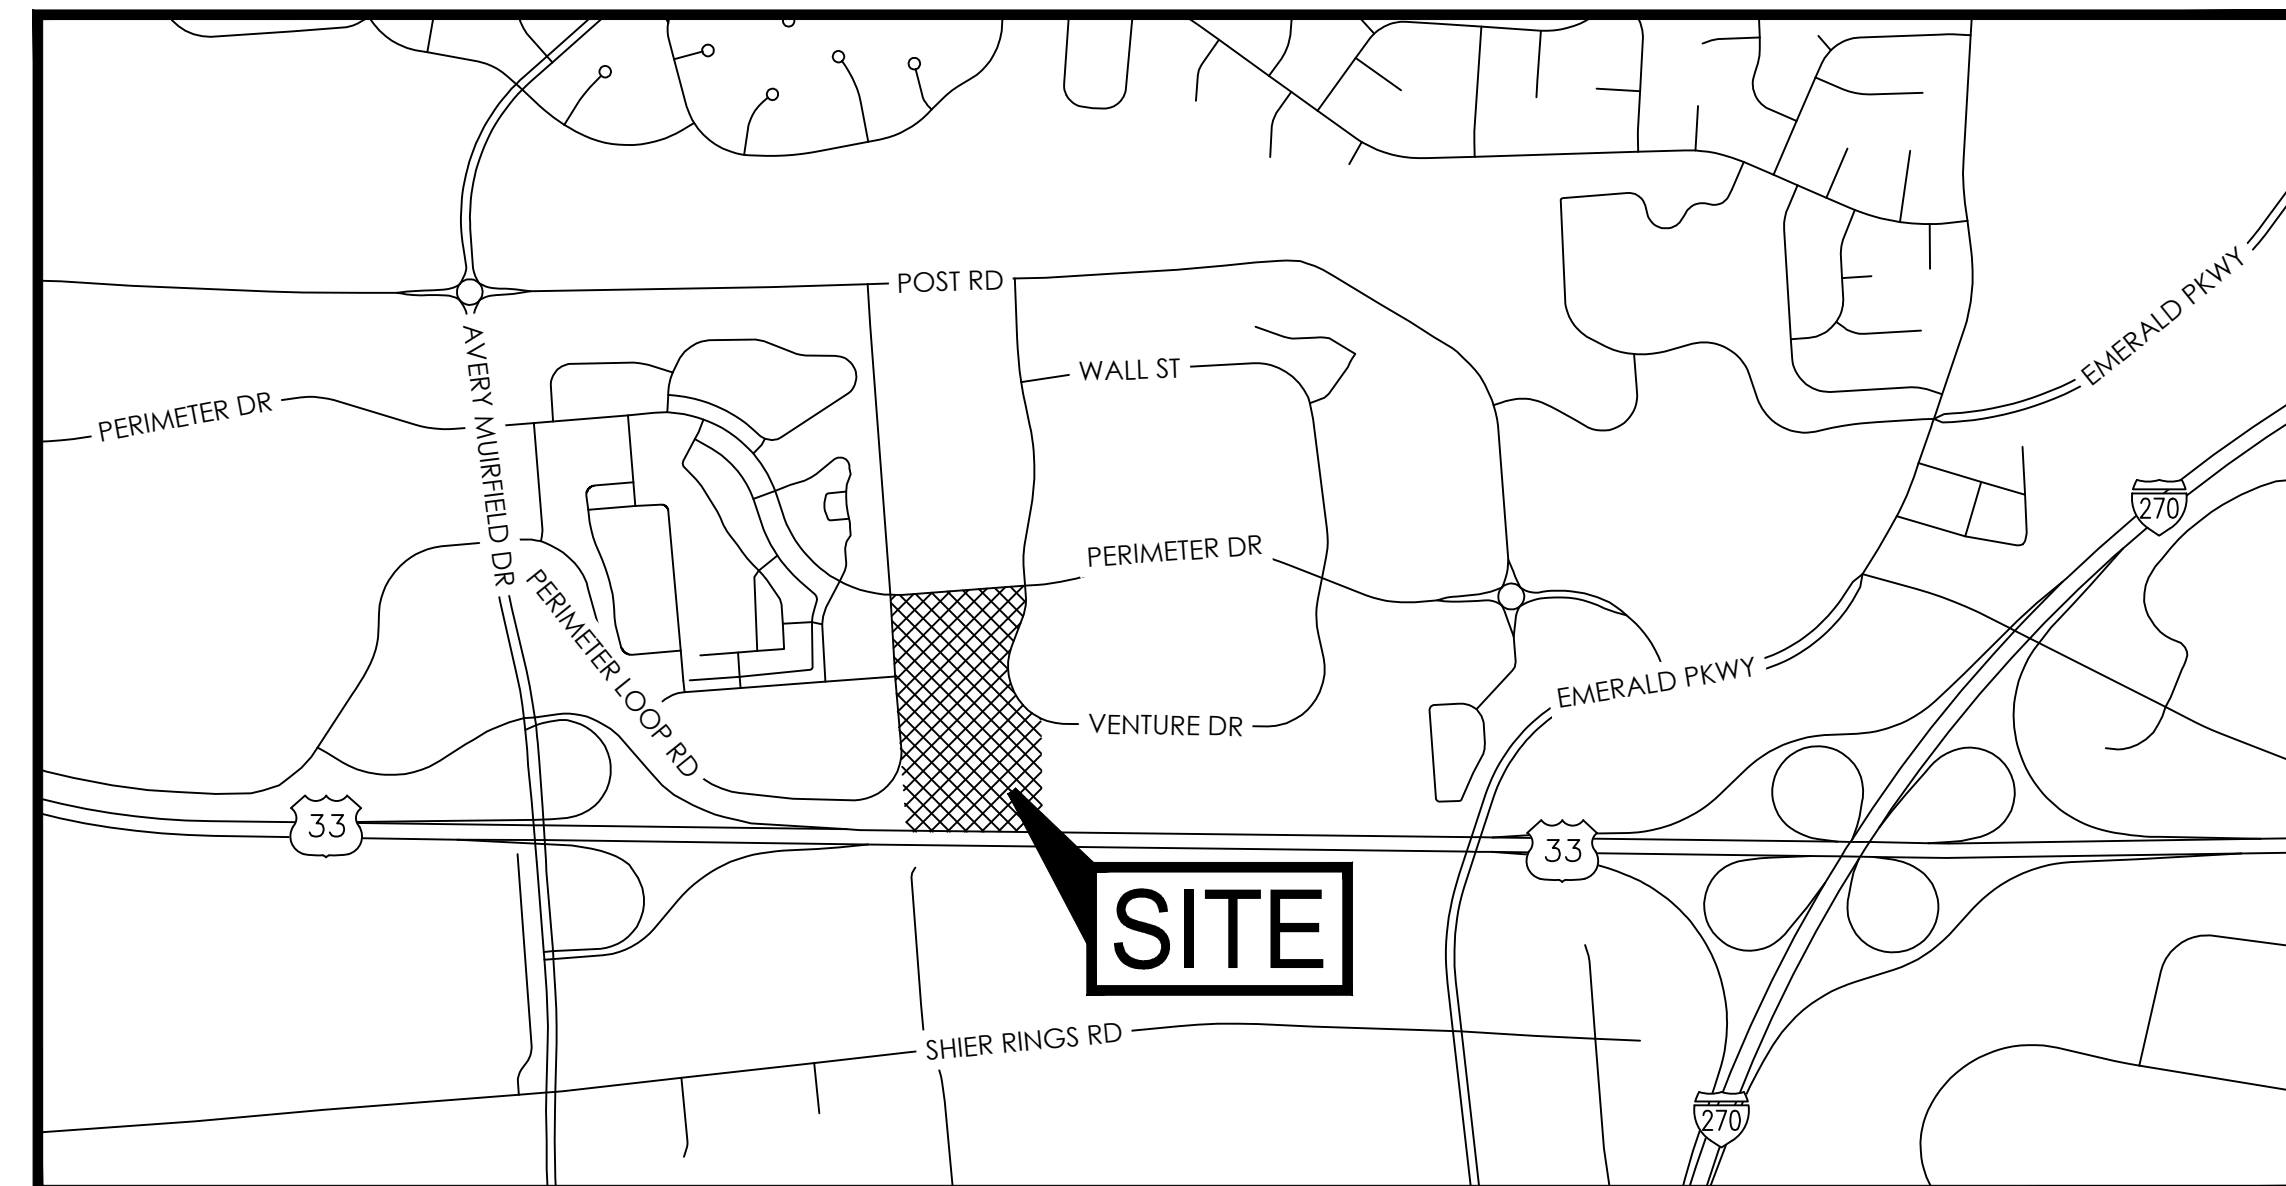 POST RD
EMERALD PKWY
WALL ST
AVERY MUIRFIELD DR
PERIMETER DR
270
PERIMETER DR
PERIMETER LOOP RD
EMERALD PKWY
VENTURE DR
33
33
SITE
SHIER RINGS RD
270